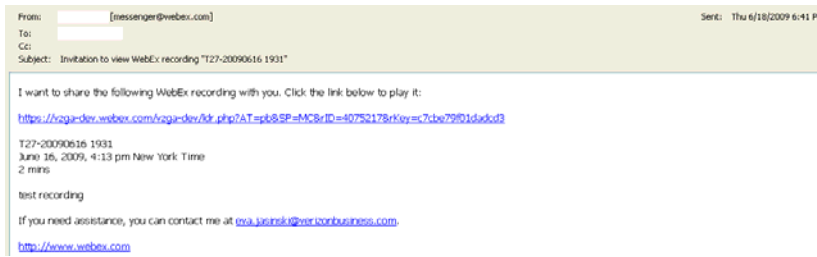 From: [messenger@webex.com] Sent: Thu 6/18/2009 6:41 P
To:
Cc:
Subject: Invitation to view WebEx recording "T27-20090616 1931"
I want to share the following WebEx recording with you. Click the link below to play it:
https://vzga-dev.webex.com/vzga-dev/ldr.php?AT=pb&SP=MC&rID=4075217&rKey=c7cbe79f01dadcd3
T27-20090616 1931
June 16, 2009, 4:13 pm New York Time
2 mins
test recording
If you need assistance, you can contact me at eva.jasinski@verizonbusiness.com.
http://www.webex.com